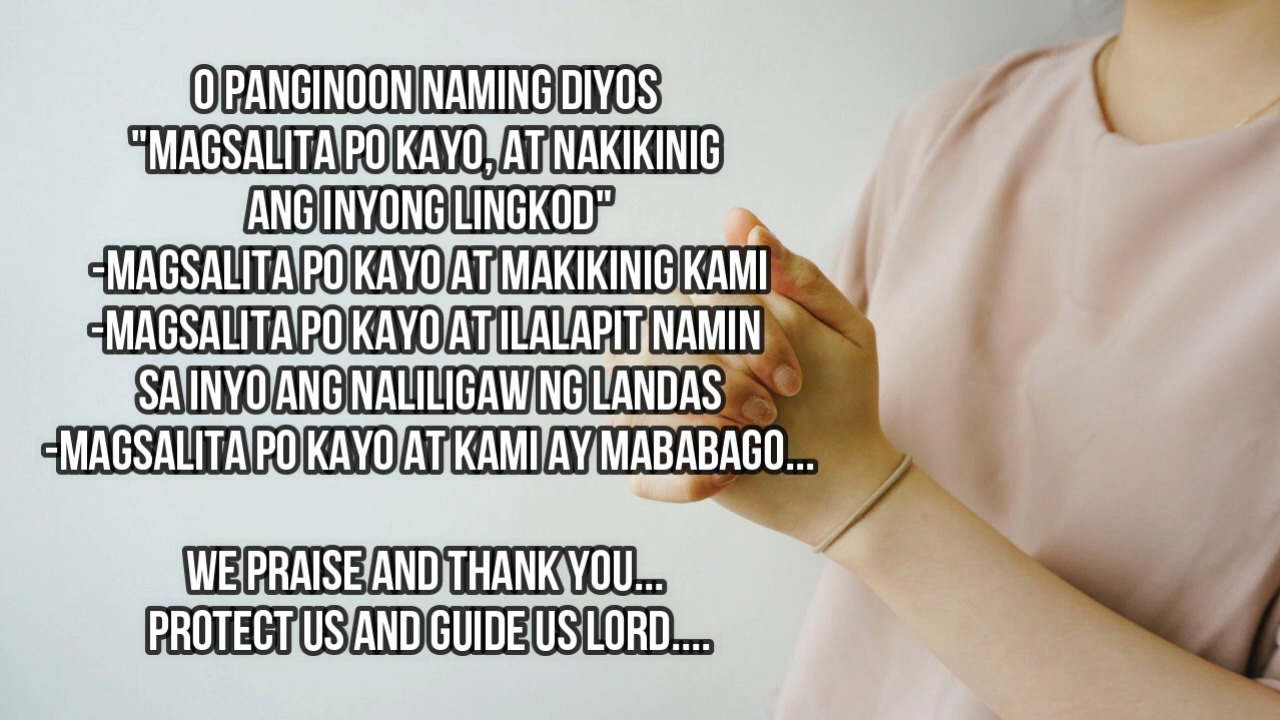 O PANGINOON NAMING DIYOS
"MAGSALITA PO KAYO, AT NAKIKINIG
ANG INYONG LINGKOD"
-MAGSALITA PO KAYO AT MAKIKINIG KAMI
-MAGSALITA PO KAYO AT ILALAPIT NAMIN
SA INYO ANG NALILIGAW NG LANDAS
-MAGSALITA PO KAYO AT KAMI AY MABABAGO...
WE PRAISE AND THANK YOU...
PROTECT US AND GUIDE US LORD....